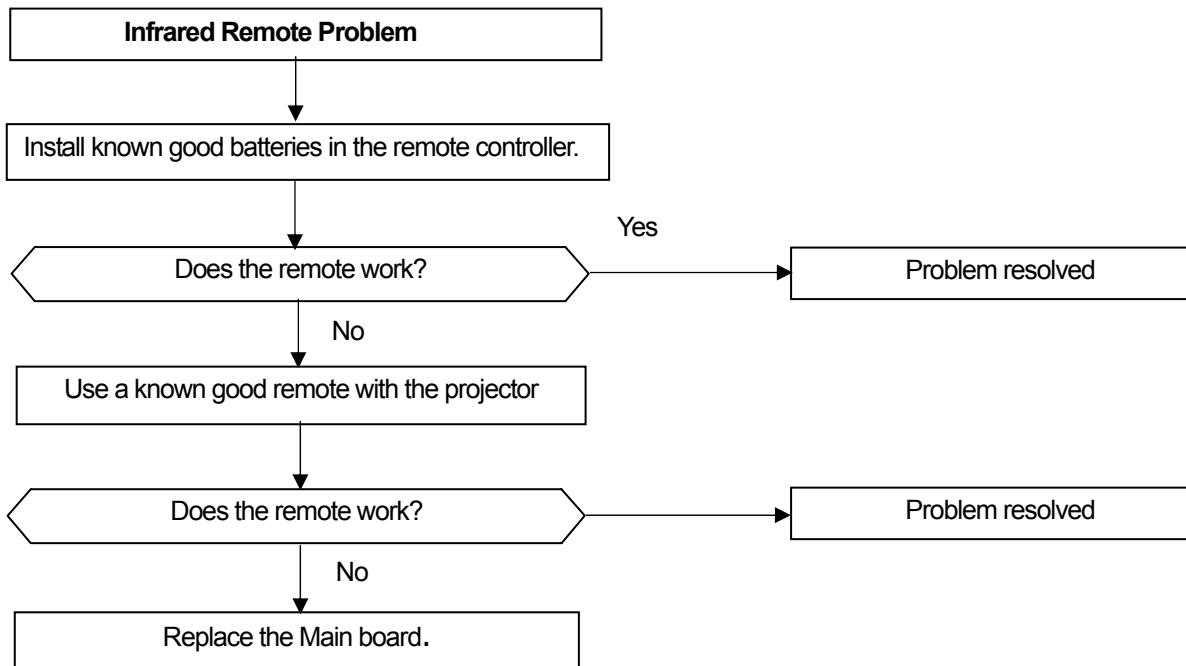 Infrared Remote Problem
Install known good batteries in the remote controller.
Yes
Does the remote work?
Problem resolved
No
Use a known good remote with the projector
Does the remote work?
Problem resolved
No
Replace the Main board.